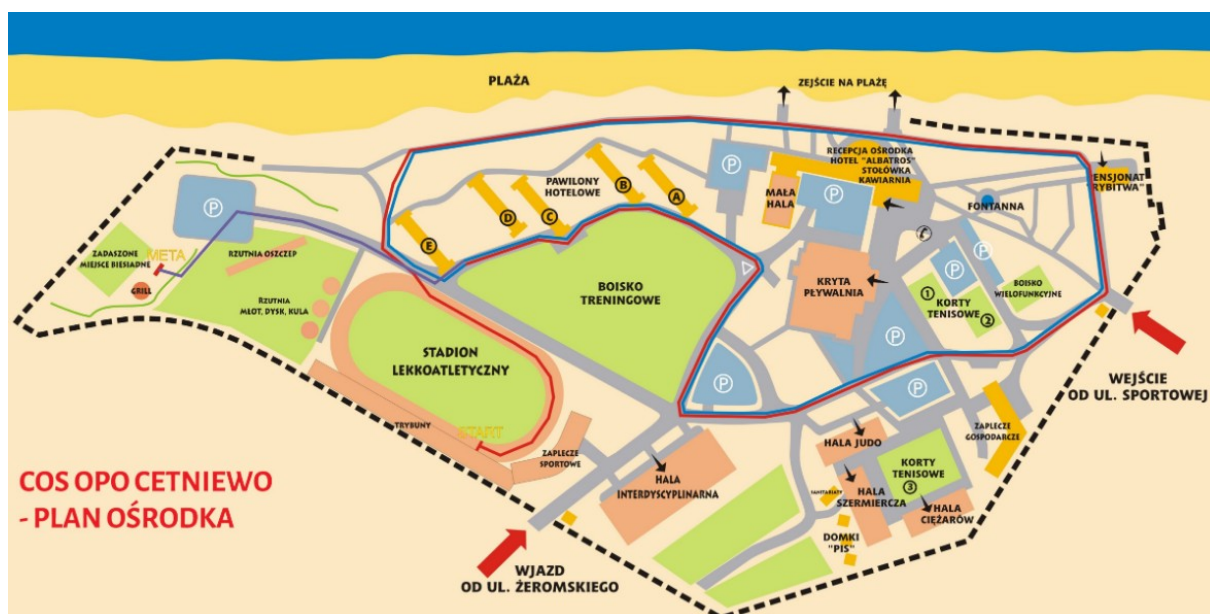 PLAŻA
ZEJŚCIE NA PLAŻĘ
RECEPCJA OŚRODKA
HOTEL "ALBATROS"
STOŁÓWKA
KAWIARNIA
ENSJONAT
"RYBITWA"
PAWILONY
HOTELOWE
A
B
C
D
E
MAŁA
HALA
P
P
P
P
P
P
P
P
FONTANNA
KRYTA
PŁYWALNIA
1
KORTY
TENISOWE
2
BOISKO
WIELOFUNKCYJNE
ZADASZONE
MIEJSCE BIESIADNE
META
GRILL
RZUTNIA OSZCZEP
RZUTNIA
MŁOT, DYSK, KULA
BOISKO
TRENINGOWE
STADION
LEKKOATLETYCZNY
START
TRYBUNY
ZAPLECZE
SPORTOWE
WEJŚCIE
OD UL. SPORTOWEJ
ZAPLECZE
GOSPODARCZE
HALA JUDO
HALA
INTERDYSCYPLINARNA
KORTY
TENISOWE
3
SANITARIATY
HALA
SZERMIERCZA
HALA
CIĘŻARÓW
DOMKI
"PIS"
COS OPO CETNIEWO
- PLAN OŚRODKA
WJAZD
OD UL. ŻEROMSKIEGO